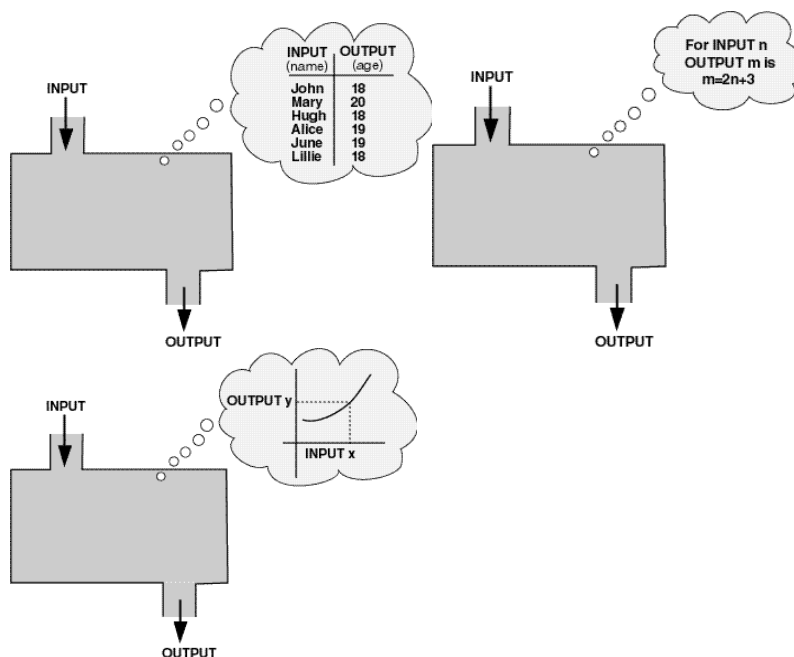 INPUT
INPUT OUTPUT
(name) (age)
John 18
Mary 20
Hugh 18
Alice 19
June 19
Lillie 18
OUTPUT
INPUT
For INPUT n
OUTPUT m is
m=2n+3
OUTPUT
INPUT
OUTPUT y
INPUT x
OUTPUT